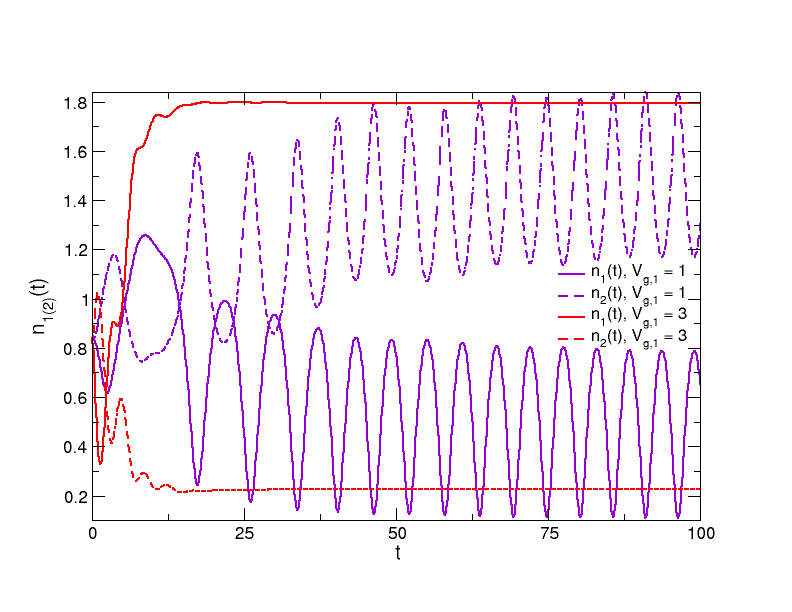 1.8
1.6
1.4
1.2
1
0.8
0.6
0.4
0.2
n1(2)(t)
n1(t), Vg,1 = 1
n2(t), Vg,1 = 1
n1(t), Vg,1 = 3
n2(t), Vg,1 = 3
0 25 50 75 100
t